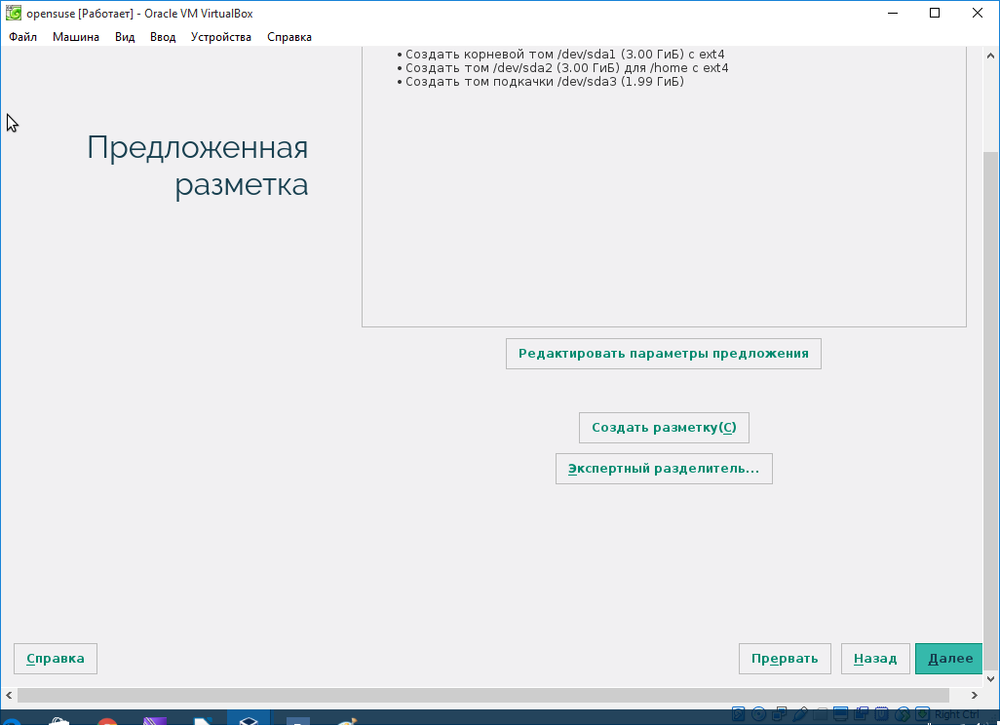 opensuse [Работает] - Oracle VM VirtualBox
Файл Машина Вид Ввод Устройства Справка
• Создать корневой том /dev/sda1 (3.00 ГиБ) с ext4
• Создать том /dev/sda2 (3.00 ГиБ) для /home с ext4
• Создать том подкачки /dev/sda3 (1.99 ГиБ)
Предложенная
разметка
Редактировать параметры предложения
Создать разметку(С)
Экспертный разделитель...
Справка Прервать Назад Далее
Right Ctrl